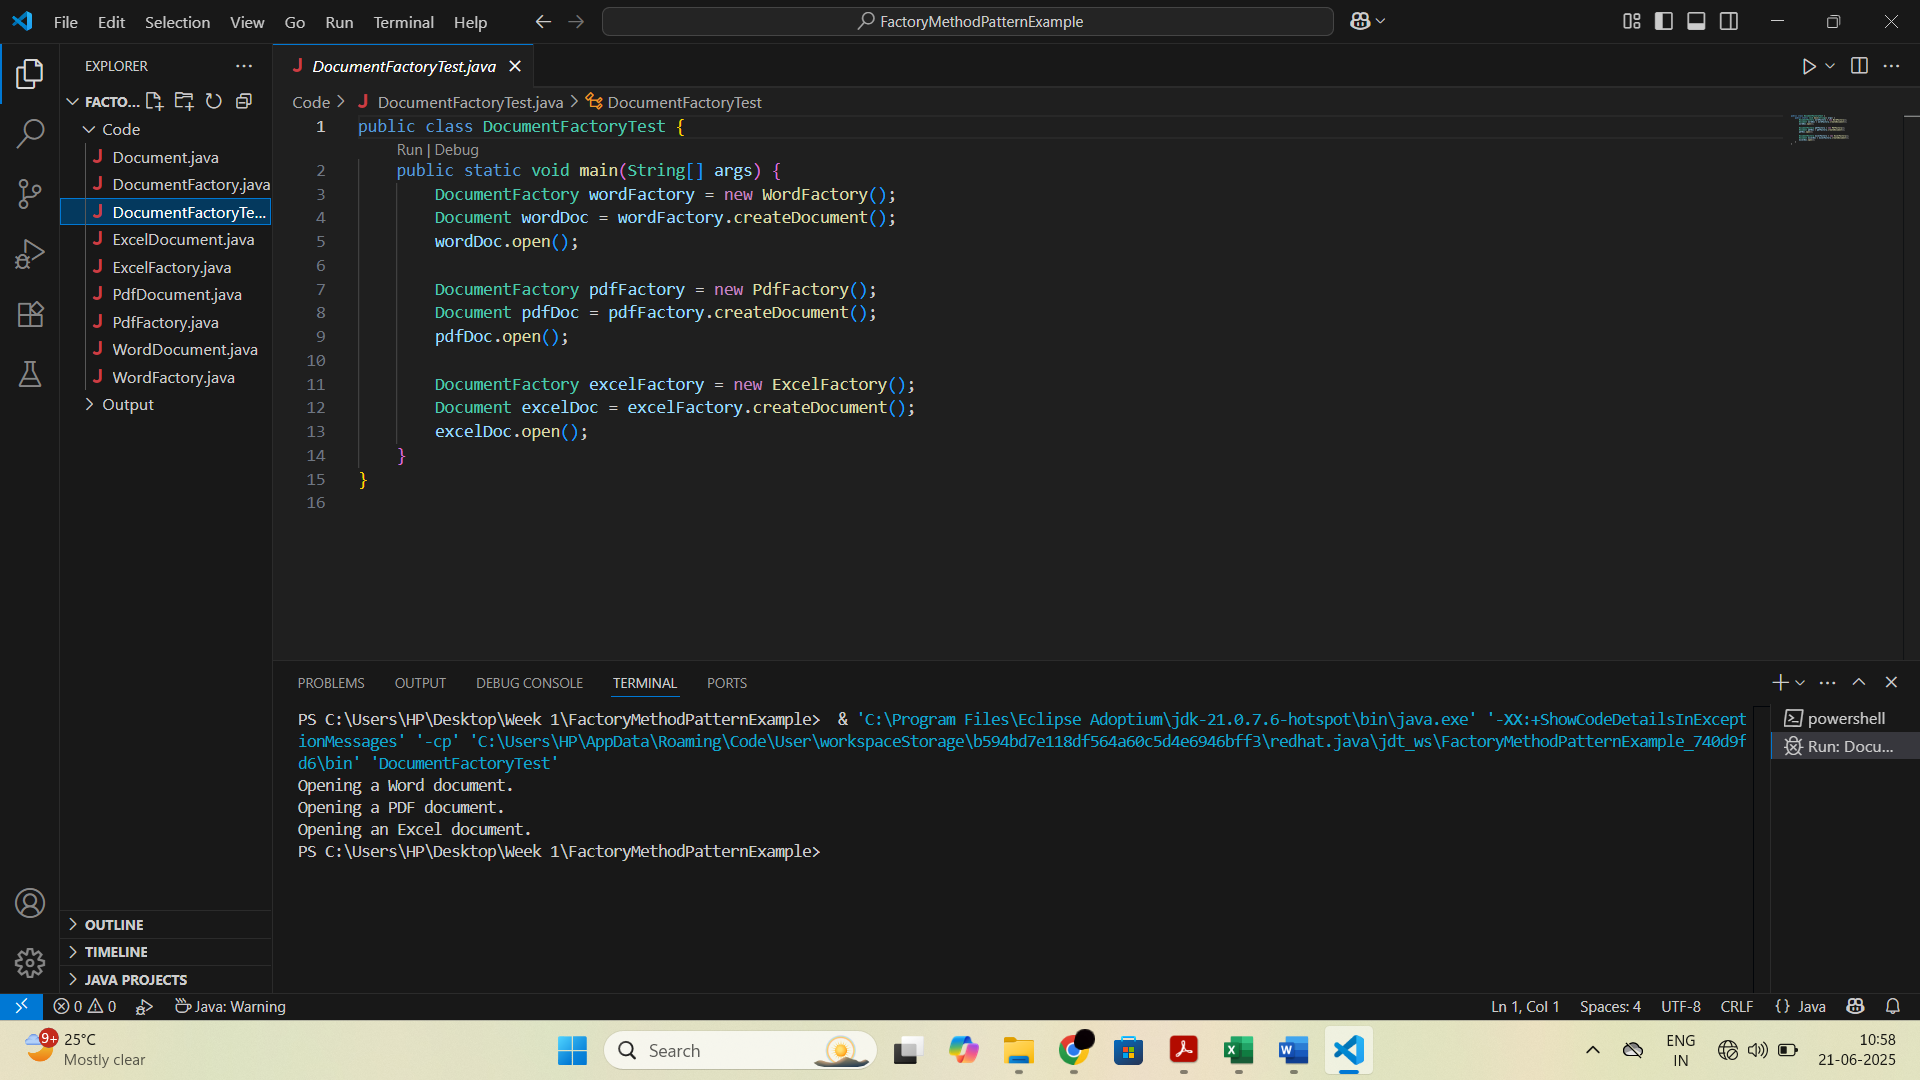 File Edit Selection View Go Run Terminal Help
FactoryMethodPatternExample
EXPLORER
FACTO...
Code
Document.java
DocumentFactory.java
DocumentFactoryTe...
ExcelDocument.java
ExcelFactory.java
PdfDocument.java
PdfFactory.java
WordDocument.java
WordFactory.java
Output
OUTLINE
TIMELINE
JAVA PROJECTS
J DocumentFactoryTest.java
Code > J DocumentFactoryTest.java > DocumentFactoryTest
1 public class DocumentFactoryTest {
Run | Debug
2 public static void main(String[] args) {
3 DocumentFactory wordFactory = new WordFactory();
4 Document wordDoc = wordFactory.createDocument();
5 wordDoc.open();
6
7 DocumentFactory pdfFactory = new PdfFactory();
8 Document pdfDoc = pdfFactory.createDocument();
9 pdfDoc.open();
10
11 DocumentFactory excelFactory = new ExcelFactory();
12 Document excelDoc = excelFactory.createDocument();
13 excelDoc.open();
14 }
15 }
16
PROBLEMS OUTPUT DEBUG CONSOLE TERMINAL PORTS
PS C:\Users\HP\Desktop\Week 1\FactoryMethodPatternExample>  & 'C:\Program Files\Eclipse Adoptium\jdk-21.0.7.6-hotspot\bin\java.exe' '-XX:+ShowCodeDetailsInExcept
ionMessages' '-cp' 'C:\Users\HP\AppData\Roaming\Code\User\workspaceStorage\b594bd7e118df564a60c5d4e6946bff3\redhat.java\jdt_ws\FactoryMethodPatternExample_740d9f
d6\bin' 'DocumentFactoryTest'
Opening a Word document.
Opening a PDF document.
Opening an Excel document.
PS C:\Users\HP\Desktop\Week 1\FactoryMethodPatternExample>
powershell
Run: Docu...
0 0 Java: Warning
Ln 1, Col 1 Spaces: 4 UTF-8 CRLF {} Java
9+
25°C
Mostly clear
Search
ENG
IN
10:58
21-06-2025